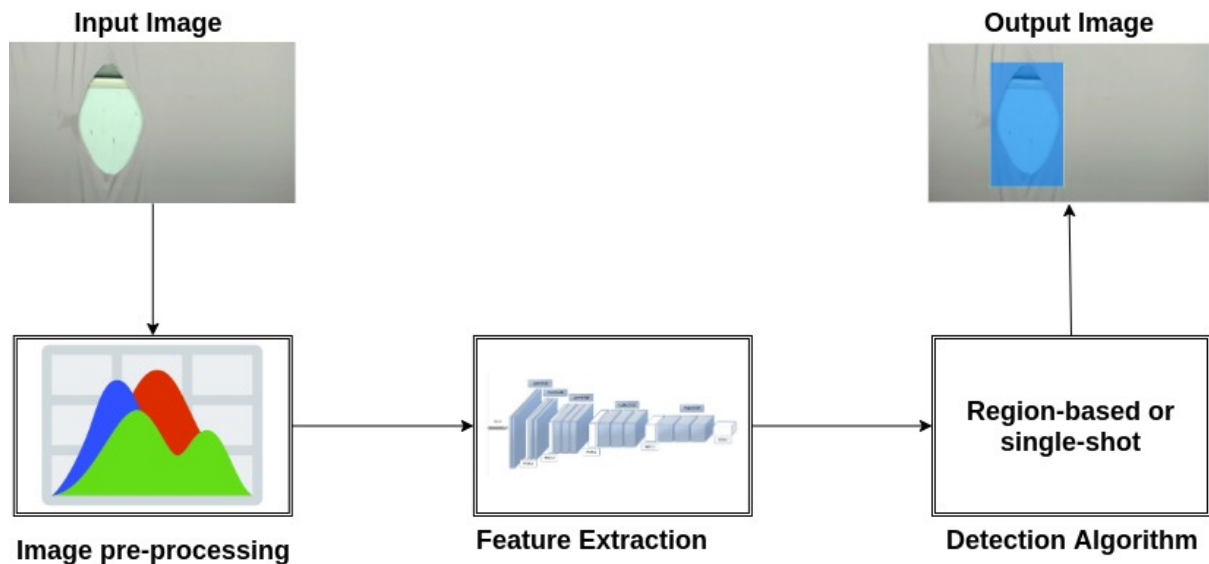 Input Image
Output Image
Region-based or
single-shot
Image pre-processing
Feature Extraction
Detection Algorithm